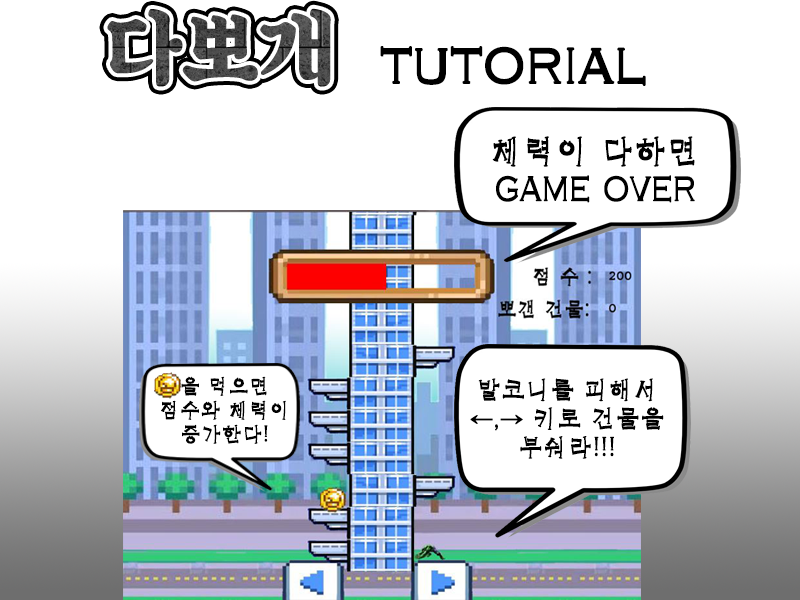 다뽀개 TUTORIAL
체력이 다하면
GAME OVER
점 수 : 200
뽀갠 건물: 0
을 먹으면
점수와 체력이
증가한다!
발코니를 피해서
←,→ 키로 건물을
부숴라!!!